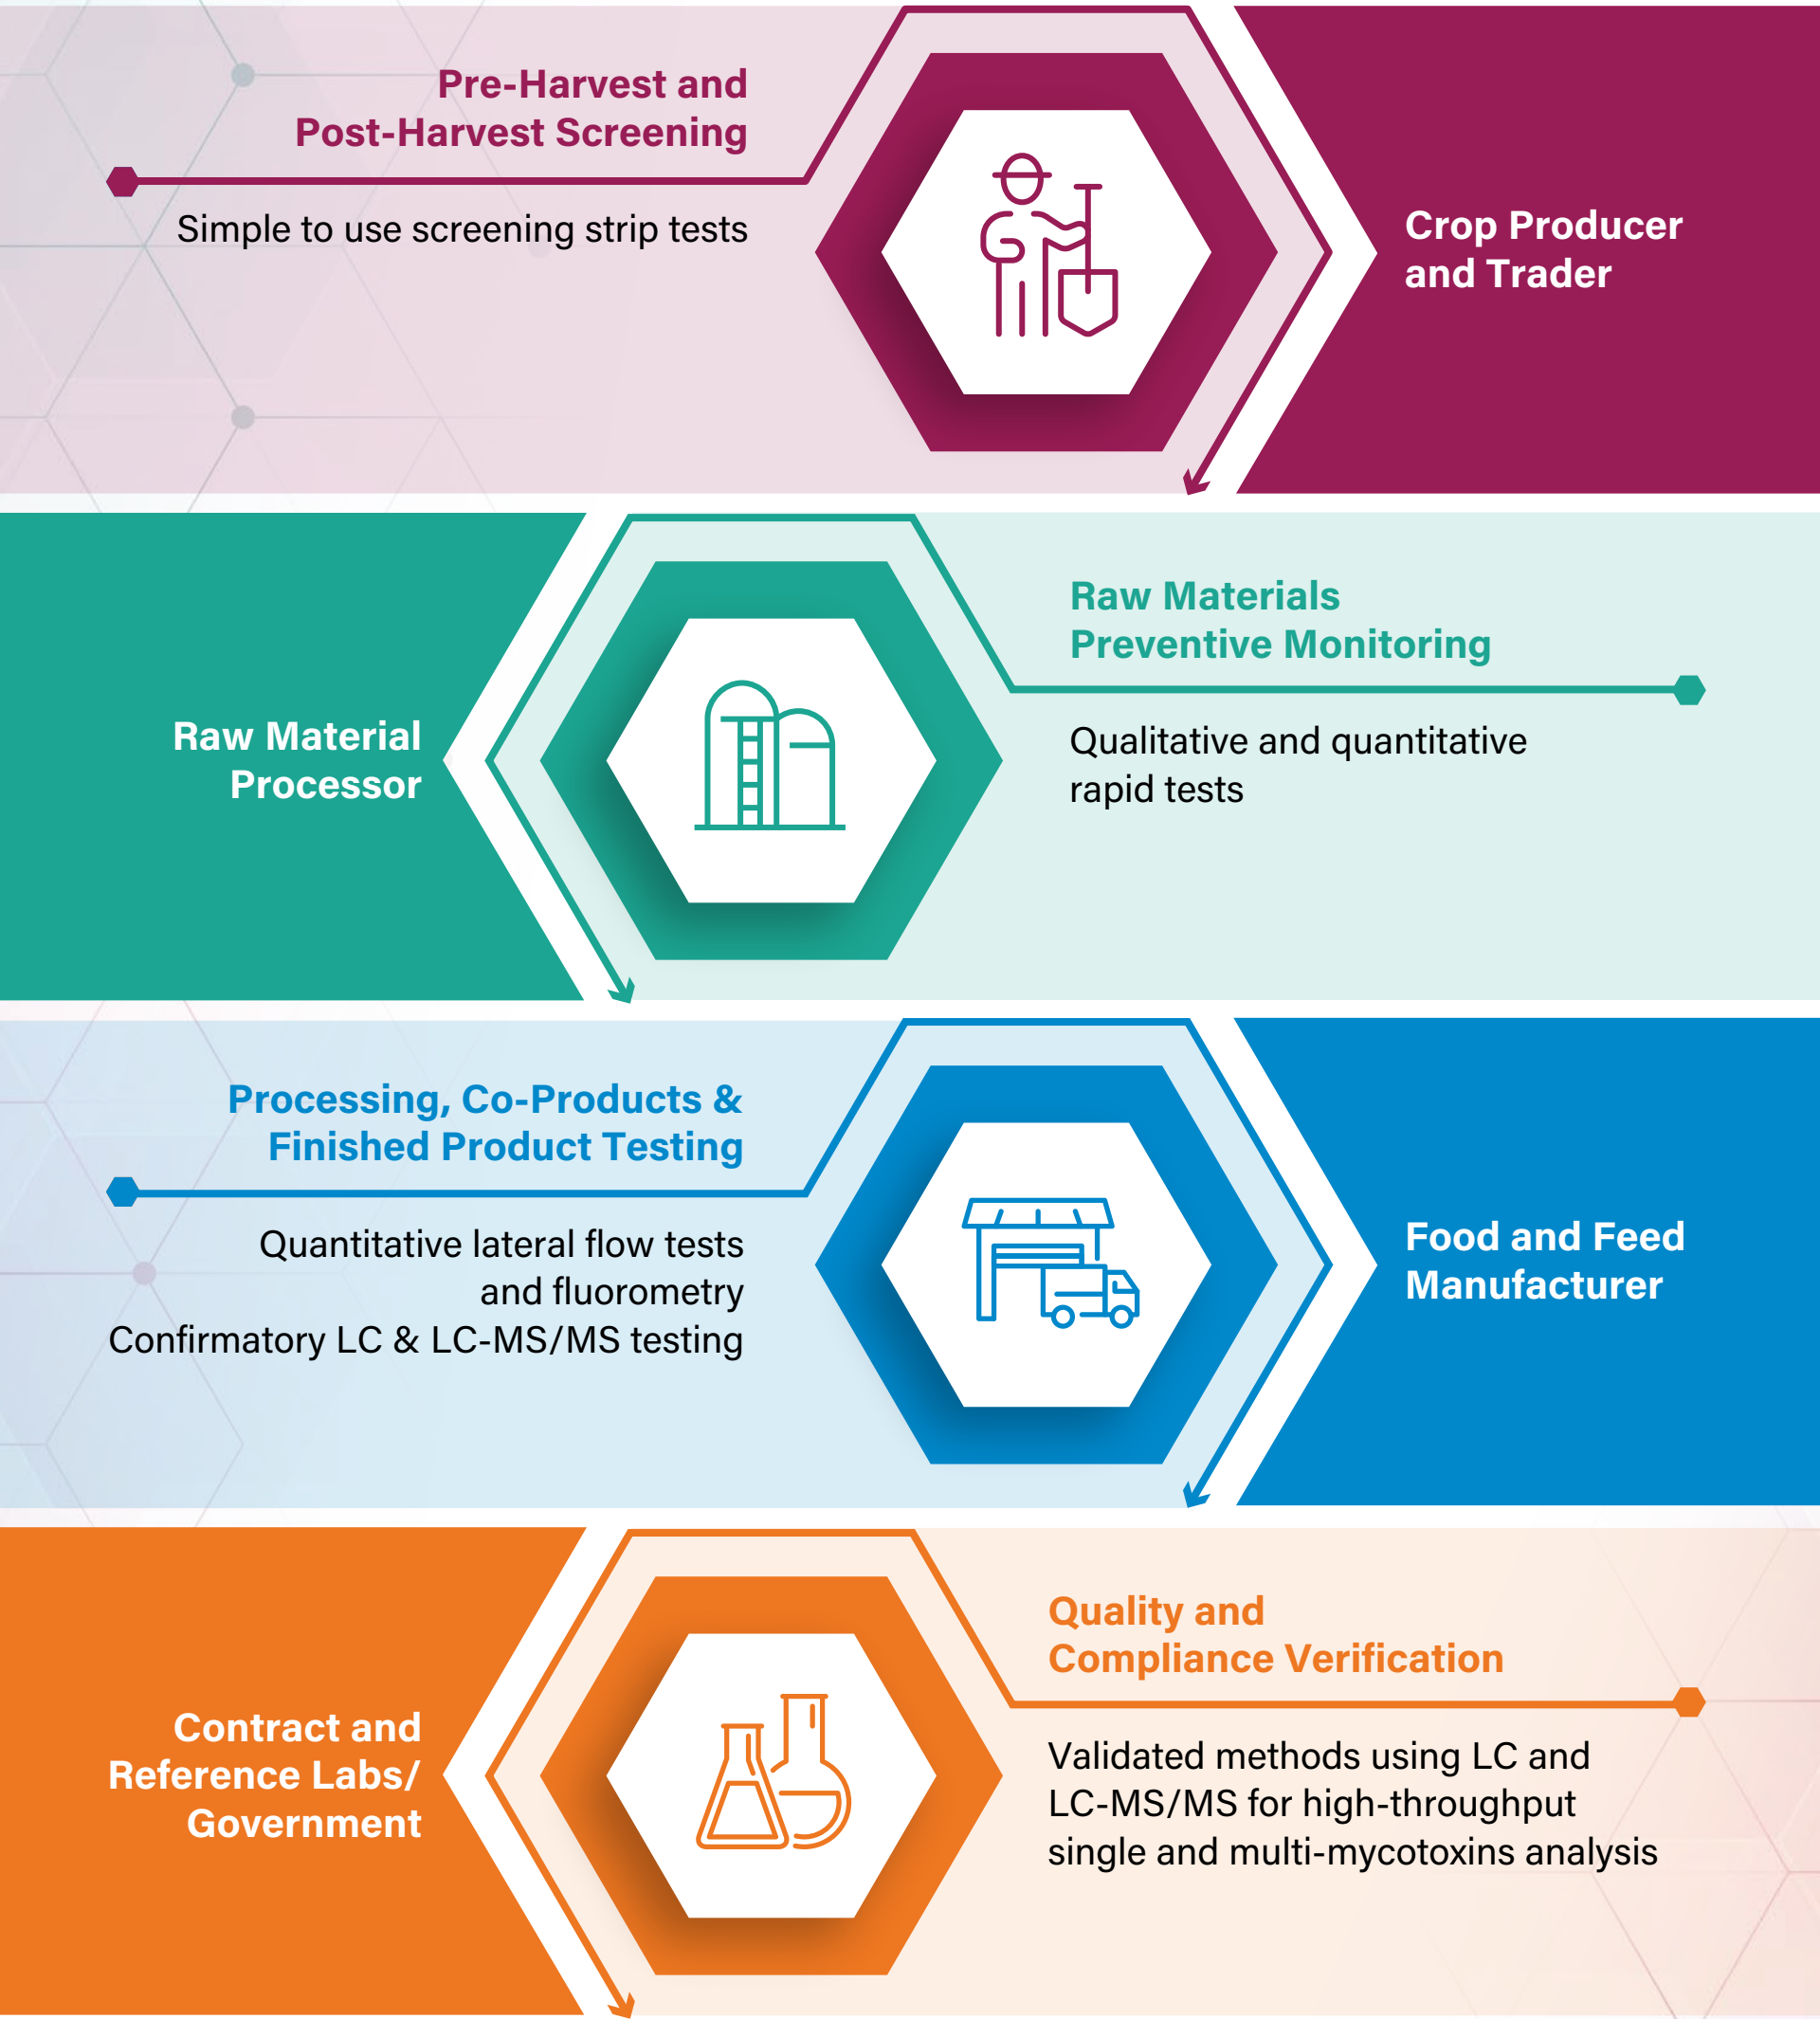 Pre-Harvest and
Post-Harvest Screening
Simple to use screening strip tests
Crop Producer
and Trader
Raw Material
Processor
Raw Materials
Preventive Monitoring
Qualitative and quantitative
rapid tests
Processing, Co-Products &
Finished Product Testing
Quantitative lateral flow tests
and fluorometry
Confirmatory LC & LC-MS/MS testing
Food and Feed
Manufacturer
Contract and
Reference Labs/
Government
Quality and
Compliance Verification
Validated methods using LC and
LC-MS/MS for high-throughput
single and multi-mycotoxins analysis